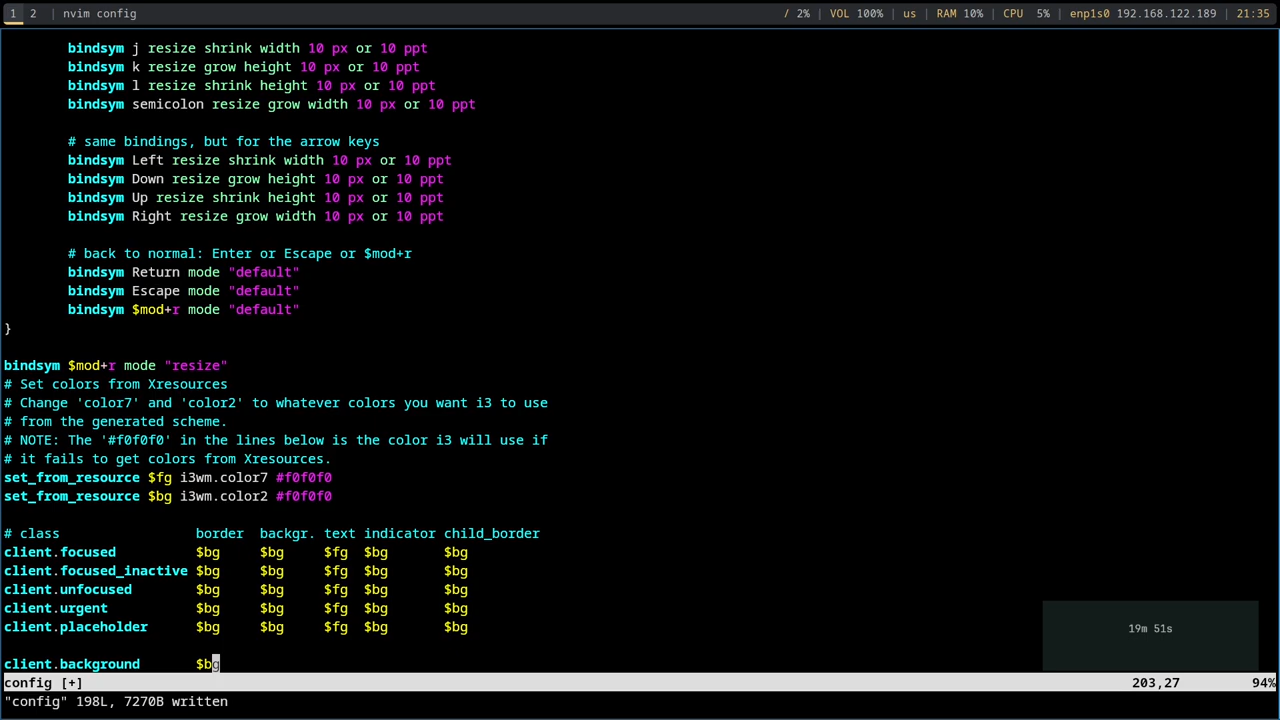 1 2 | nvim config / 2% | VOL 100% | us | RAM 10% | CPU 5% | enp1s0 192.168.122.189 | 21:35
bindsym j resize shrink width 10 px or 10 ppt
bindsym k resize grow height 10 px or 10 ppt
bindsym l resize shrink height 10 px or 10 ppt
bindsym semicolon resize grow width 10 px or 10 ppt
# same bindings, but for the arrow keys
bindsym Left resize shrink width 10 px or 10 ppt
bindsym Down resize grow height 10 px or 10 ppt
bindsym Up resize shrink height 10 px or 10 ppt
bindsym Right resize grow width 10 px or 10 ppt
# back to normal: Enter or Escape or $mod+r
bindsym Return mode "default"
bindsym Escape mode "default"
bindsym $mod+r mode "default"
}
bindsym $mod+r mode "resize"
# Set colors from Xresources
# Change 'color7' and 'color2' to whatever colors you want i3 to use
# from the generated scheme.
# NOTE: The '#f0f0f0' in the lines below is the color i3 will use if
# it fails to get colors from Xresources.
set_from_resource $fg i3wm.color7 #f0f0f0
set_from_resource $bg i3wm.color2 #f0f0f0
# class border backgr. text indicator child_border
client.focused $bg $bg $fg $bg $bg
client.focused_inactive $bg $bg $fg $bg $bg
client.unfocused $bg $bg $fg $bg $bg
client.urgent $bg $bg $fg $bg $bg
client.placeholder $bg $bg $fg $bg $bg
19m 51s
client.background $bg
config [+] 203,27 94%
"config" 198L, 7270B written